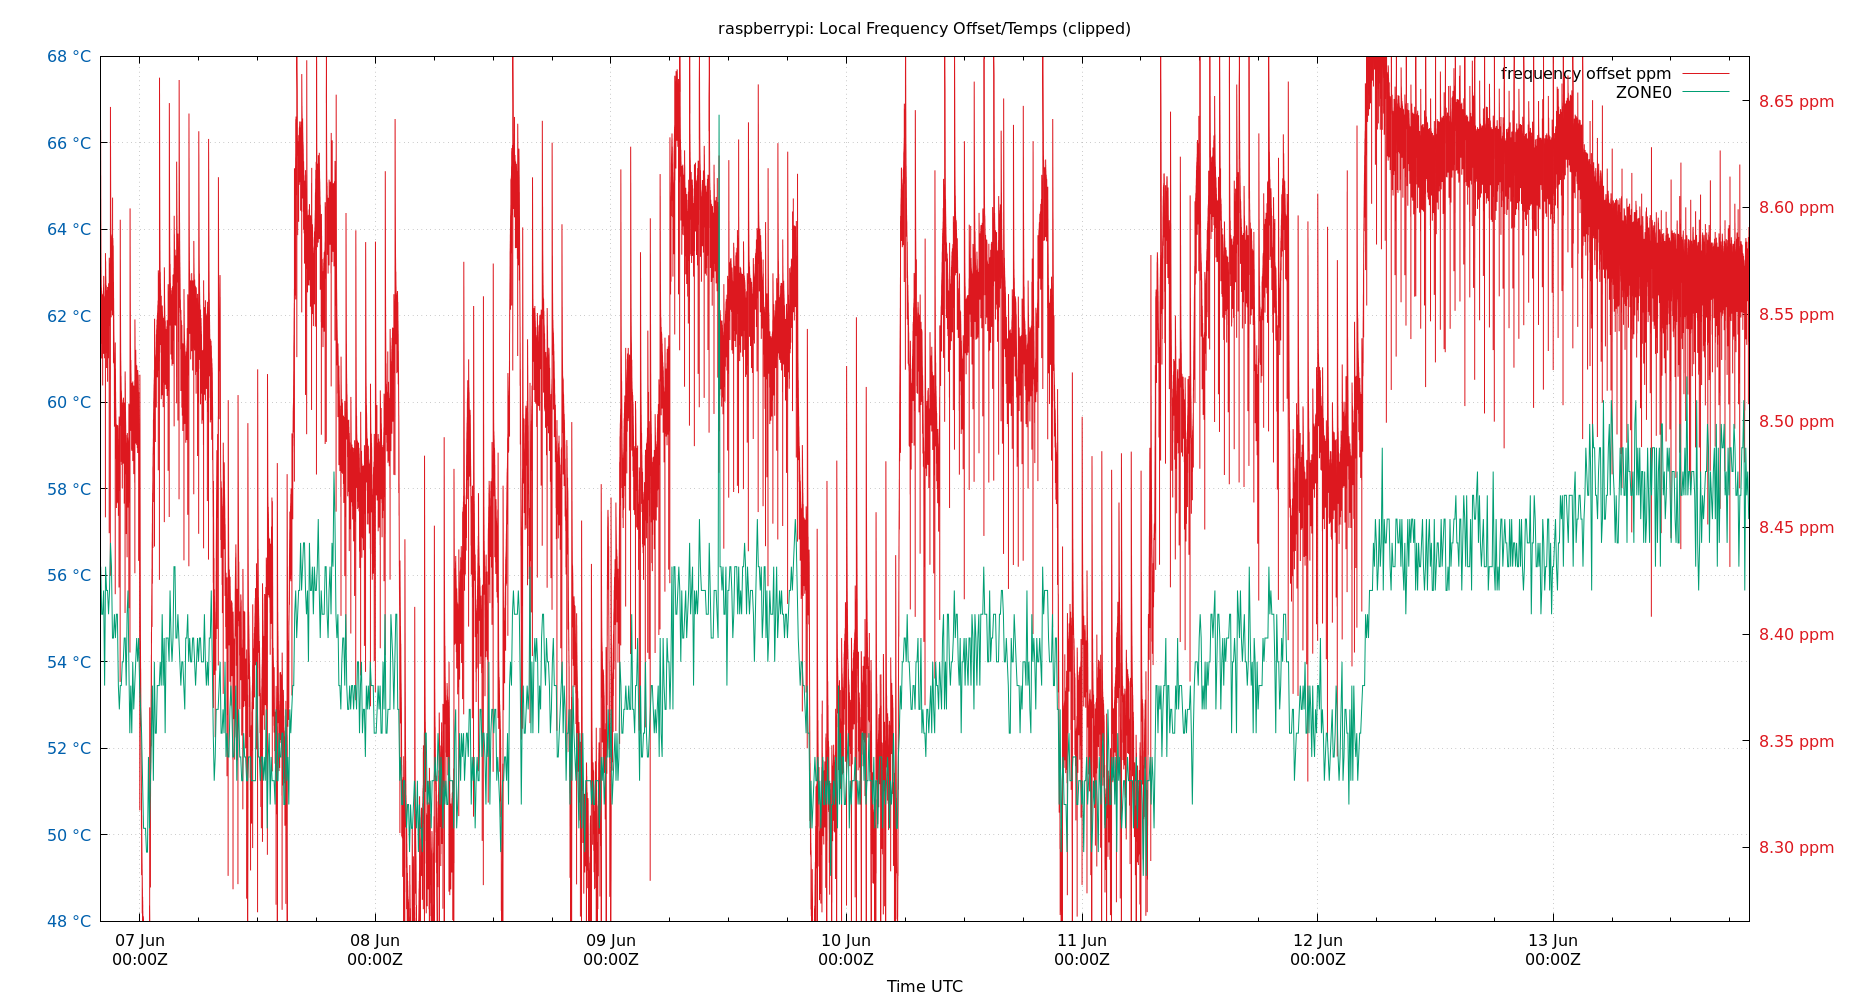 raspberrypi: Local Frequency Offset/Temps (clipped)
68 °C
66 °C
64 °C
62 °C
60 °C
58 °C
56 °C
54 °C
52 °C
50 °C
48 °C
frequency offset ppm
ZONE0
8.65 ppm
8.60 ppm
8.55 ppm
8.50 ppm
8.45 ppm
8.40 ppm
8.35 ppm
8.30 ppm
07 Jun
00:00Z
08 Jun
00:00Z
09 Jun
00:00Z
10 Jun
00:00Z
11 Jun
00:00Z
12 Jun
00:00Z
13 Jun
00:00Z
Time UTC